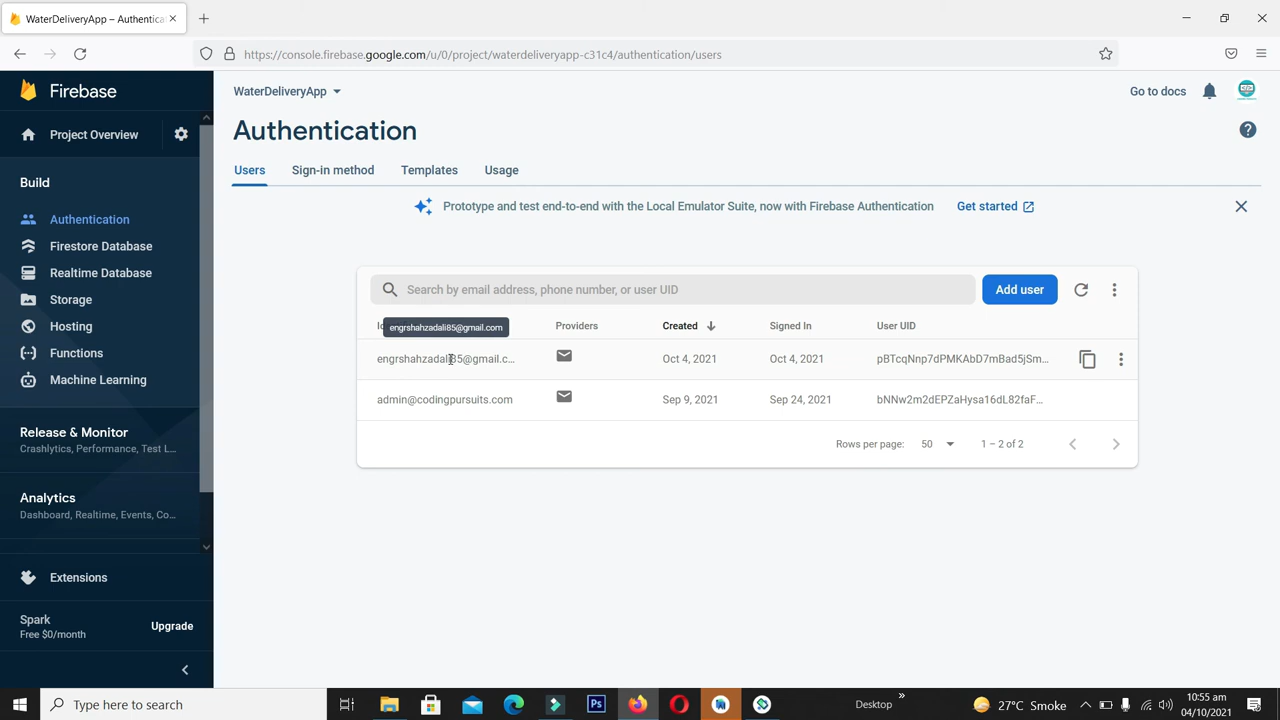 WaterDeliveryApp – Authentica
https://console.firebase.google.com/u/0/project/waterdeliveryapp-c31c4/authentication/users
Firebase
WaterDeliveryApp
Go to docs
Project Overview
Authentication
Build
Users
Sign-in method
Templates
Usage
Prototype and test end-to-end with the Local Emulator Suite, now with Firebase Authentication
Get started
Authentication
Firestore Database
Realtime Database
Storage
Hosting
Functions
Machine Learning
Search by email address, phone number, or user UID
Add user
engrshahzadali85@gmail.com
Providers
Created
Signed In
User UID
engrshahzadali85@gmail.c...
Oct 4, 2021
Oct 4, 2021
pBTcqNnp7dPMKAbD7mBad5jSm...
admin@codingpursuits.com
Sep 9, 2021
Sep 24, 2021
bNNw2m2dEPZaHysa16dL82faF...
Rows per page:
50
1 – 2 of 2
Release & Monitor
Crashlytics, Performance, Test L...
Analytics
Dashboard, Realtime, Events, Co...
Extensions
Spark
Free $0/month
Upgrade
Type here to search
Desktop
27°C Smoke
10:55 am
04/10/2021